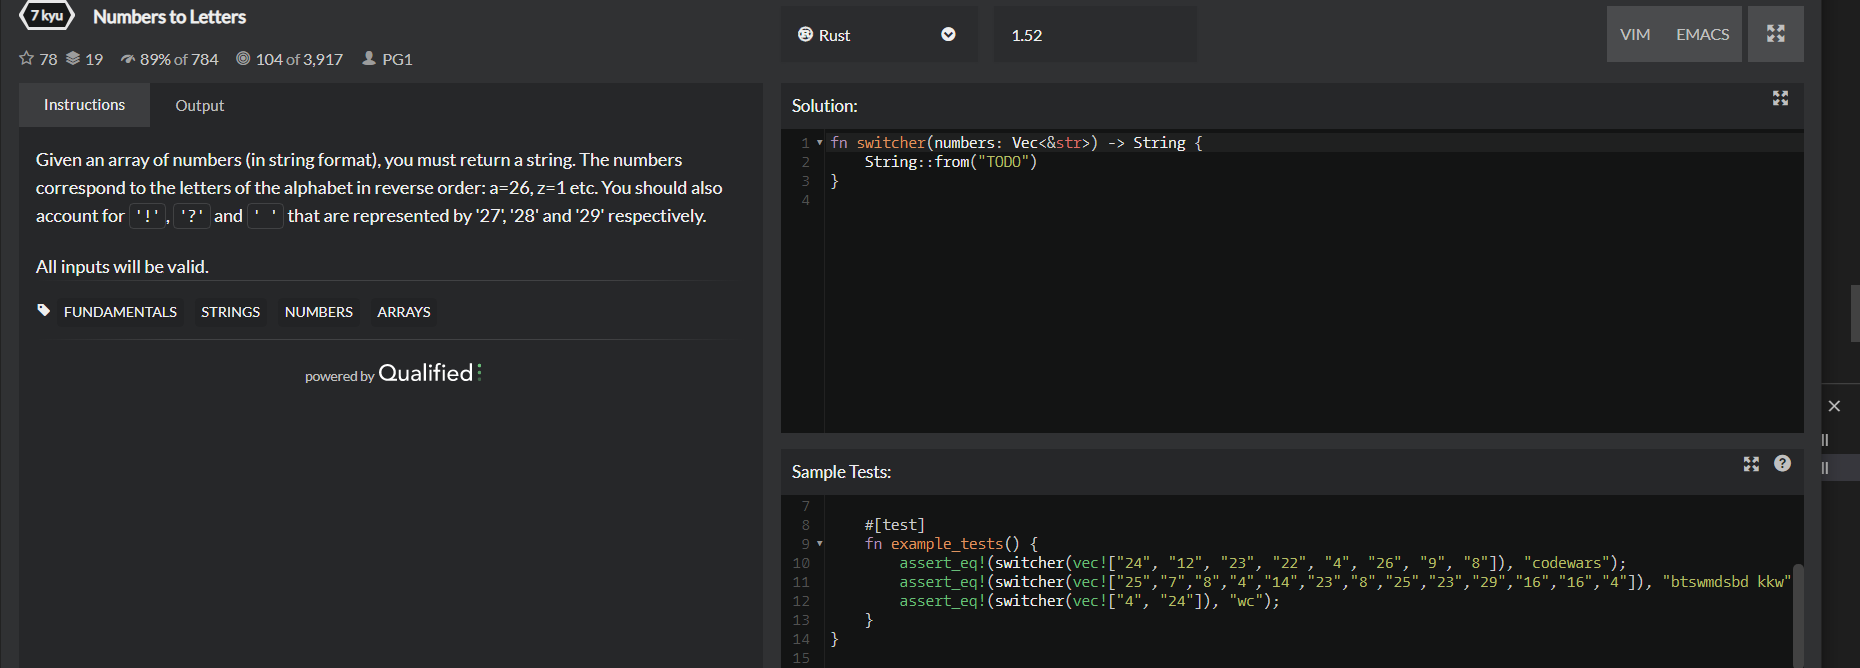 7 kyu
Numbers to Letters
78 19 89% of 784 104 of 3,917 PG1
Instructions Output
Given an array of numbers (in string format), you must return a string. The numbers
correspond to the letters of the alphabet in reverse order: a=26, z=1 etc. You should also
account for '!', '?' and ' ' that are represented by '27', '28' and '29' respectively.
All inputs will be valid.
FUNDAMENTALS STRINGS NUMBERS ARRAYS
powered by Qualified
Rust
1.52
VIM EMACS
Solution:
1 fn switcher(numbers: Vec<&str>) -> String {
2     String::from("TODO")
3 }
4
Sample Tests:
7
8     #[test]
9     fn example_tests() {
10         assert_eq!(switcher(vec!["24", "12", "23", "22", "4", "26", "9", "8"]), "codewars");
11         assert_eq!(switcher(vec!["25","7","8","4","14","23","8","25","23","29","16","16","4"]), "btswmdsbd kkw"
12         assert_eq!(switcher(vec!["4", "24"]), "wc");
13     }
14 }
15